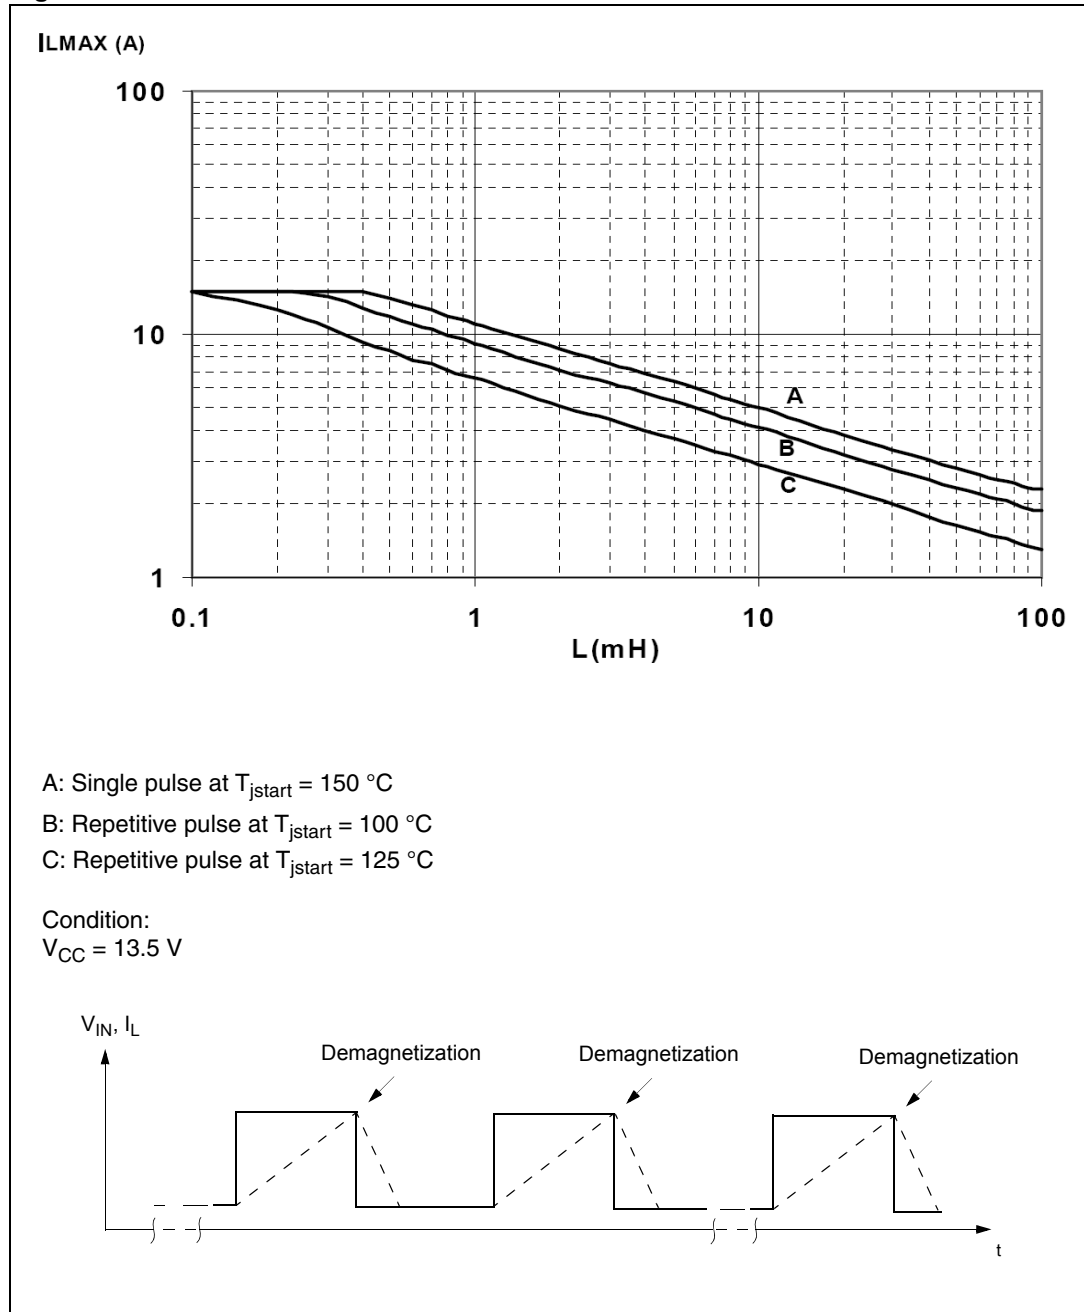 ILMAX (A)
100
10
1
A
B
C
0.1 1 10 100
L(mH)
A: Single pulse at Tjstart = 150 °C
B: Repetitive pulse at Tjstart = 100 °C
C: Repetitive pulse at Tjstart = 125 °C
Condition:
VCC = 13.5 V
VIN, IL
Demagnetization Demagnetization Demagnetization
t